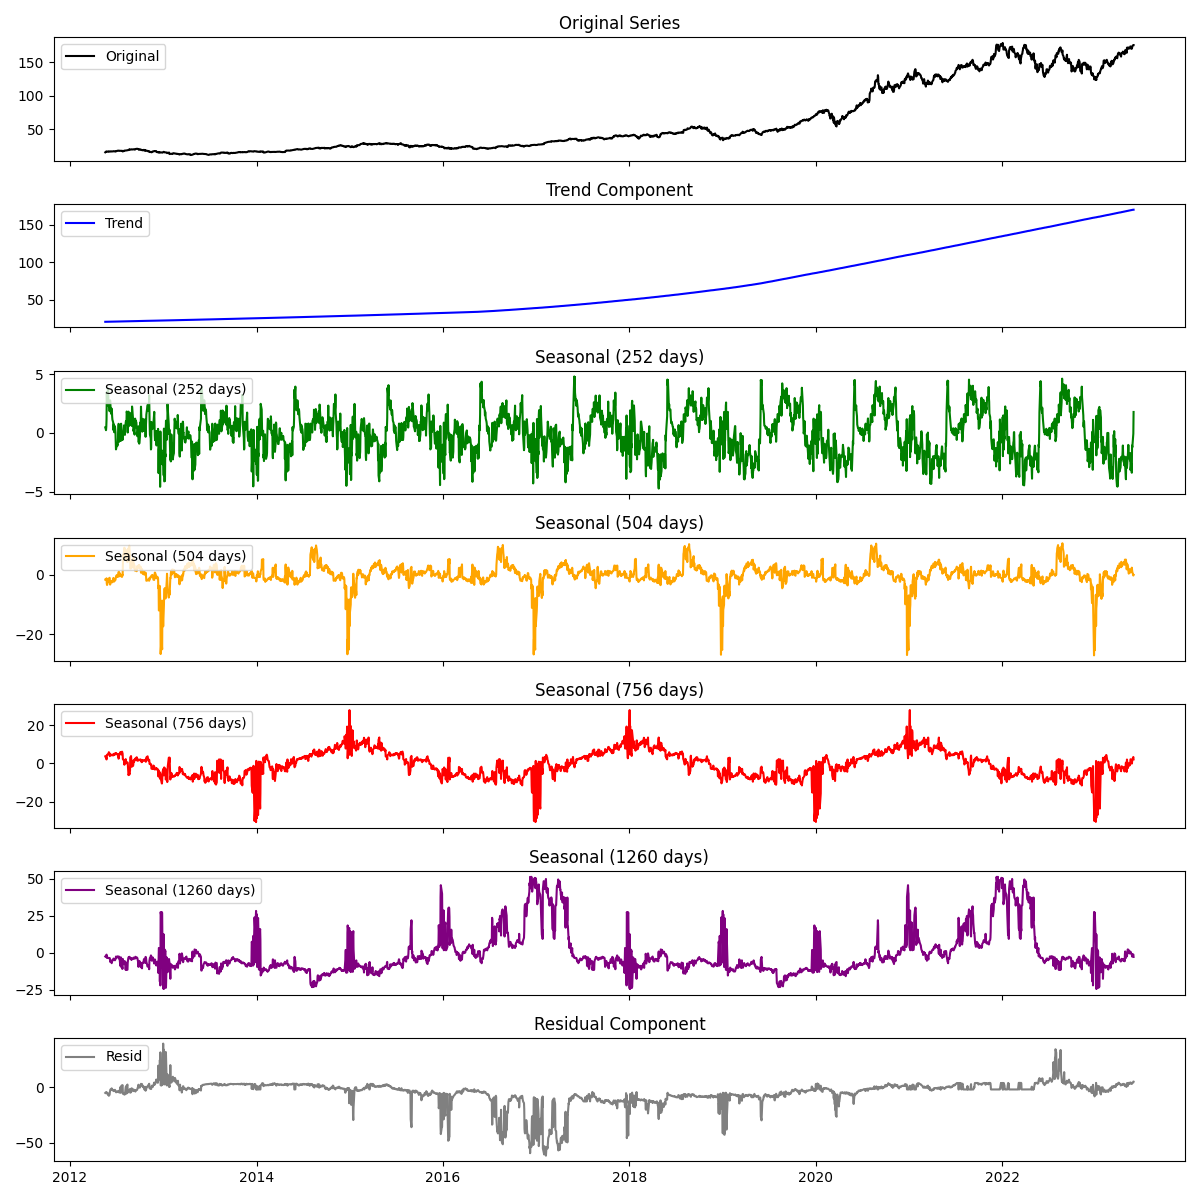 Original Series
Original
150
100
50
Trend Component
Trend
150
100
50
Seasonal (252 days)
Seasonal (252 days)
5
0
−5
Seasonal (504 days)
Seasonal (504 days)
0
−20
Seasonal (756 days)
Seasonal (756 days)
20
0
−20
Seasonal (1260 days)
Seasonal (1260 days)
50
25
0
−25
Residual Component
Resid
0
−50
2012 2014 2016 2018 2020 2022